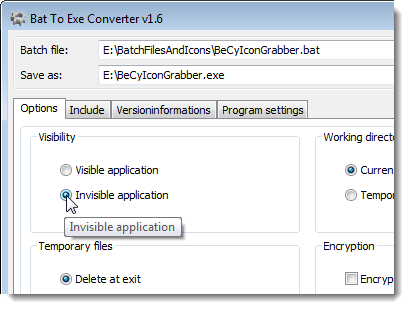 Bat To Exe Converter v1.6
Batch file: E:\BatchFilesAndIcons\BeCyIconGrabber.bat
Save as: E:\BeCyIconGrabber.exe
Options Include Versioninformations Program settings
Visibility Working direc
Visible application Curren
Invisible application Tempo
Invisible application
Temporary files Encryption
Delete at exit Encryp